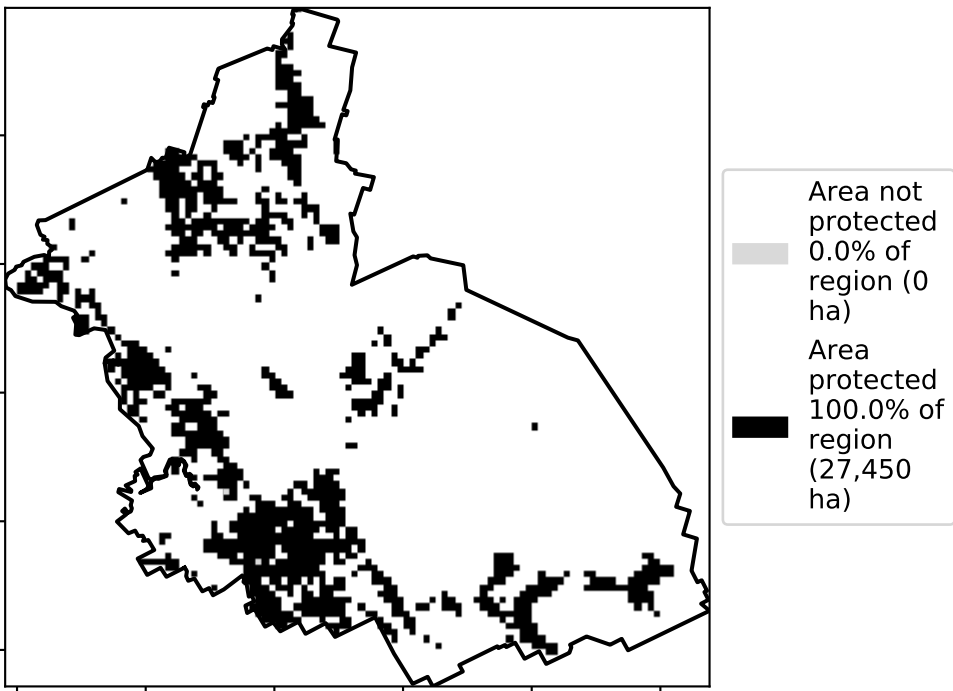 Area not
protected
0.0% of
region (0
ha)
Area
protected
100.0% of
region
(27,450
ha)